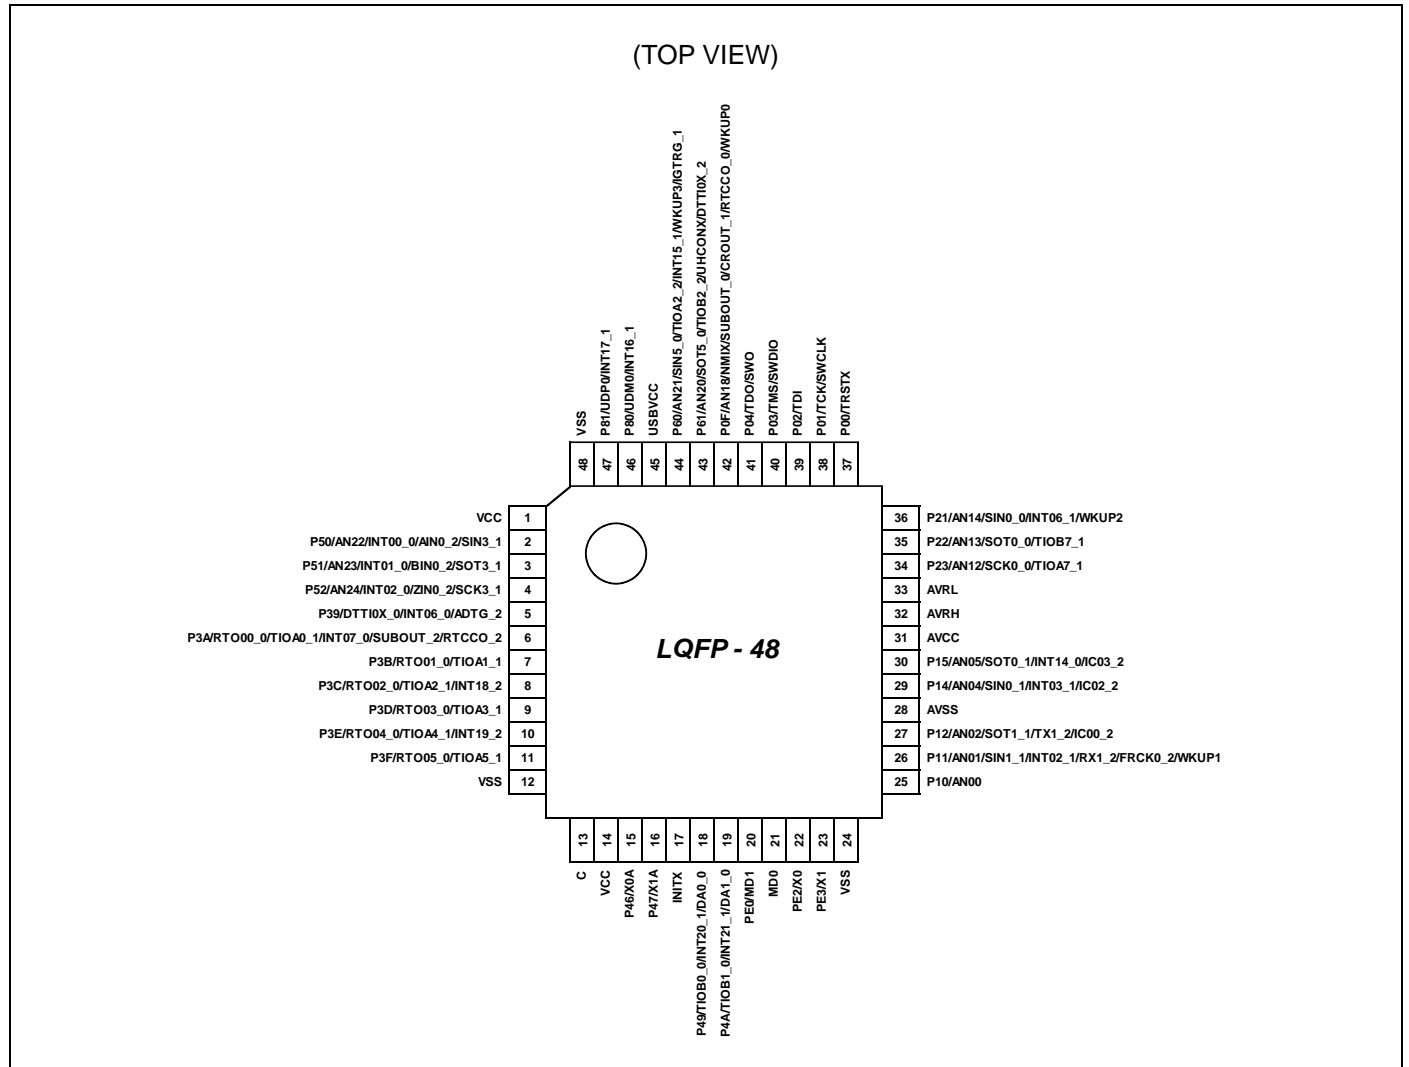 (TOP VIEW)
VSS
P81/UDP0/INT17_1
P80/UDM0/INT16_1
USBVCC
P60/AN21/SIN5_0/TIOA2_2/INT15_1/WKUP3/IGTRG_1
P61/AN20/SOT5_0/TIOB2_2/UHCONX/DTTI0X_2
P0F/AN18/NMIX/SUBOUT_0/CROUT_1/RTCCO_0/WKUP0
P04/TDO/SWO
P03/TMS/SWDIO
P02/TDI
P01/TCK/SWCLK
P00/TRSTX
48
47
46
45
44
43
42
41
40
39
38
37
VCC 1
P50/AN22/INT00_0/AIN0_2/SIN3_1 2
P51/AN23/INT01_0/BIN0_2/SOT3_1 3
P52/AN24/INT02_0/ZIN0_2/SCK3_1 4
P39/DTTI0X_0/INT06_0/ADTG_2 5
P3A/RTO00_0/TIOA0_1/INT07_0/SUBOUT_2/RTCCO_2 6
P3B/RTO01_0/TIOA1_1 7
P3C/RTO02_0/TIOA2_1/INT18_2 8
P3D/RTO03_0/TIOA3_1 9
P3E/RTO04_0/TIOA4_1/INT19_2 10
P3F/RTO05_0/TIOA5_1 11
VSS 12
LQFP - 48
36 P21/AN14/SIN0_0/INT06_1/WKUP2
35 P22/AN13/SOT0_0/TIOB7_1
34 P23/AN12/SCK0_0/TIOA7_1
33 AVRL
32 AVRH
31 AVCC
30 P15/AN05/SOT0_1/INT14_0/IC03_2
29 P14/AN04/SIN0_1/INT03_1/IC02_2
28 AVSS
27 P12/AN02/SOT1_1/TX1_2/IC00_2
26 P11/AN01/SIN1_1/INT02_1/RX1_2/FRCK0_2/WKUP1
25 P10/AN00
13
14
15
16
17
18
19
20
21
22
23
24
C
VCC
P46/X0A
P47/X1A
INITX
P49/TIOB0_0/INT20_1/DA0_0
P4A/TIOB1_0/INT21_1/DA1_0
PE0/MD1
MD0
PE2/X0
PE3/X1
VSS